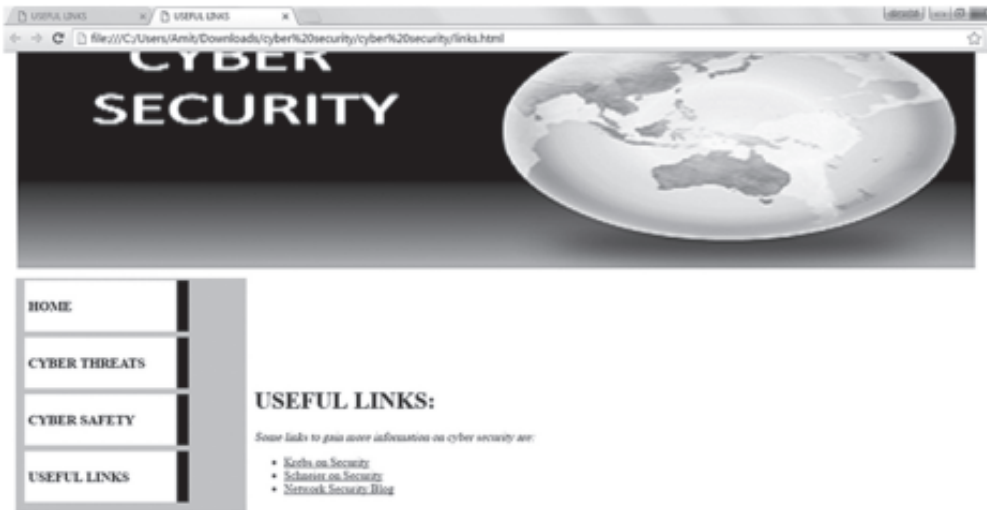 USEFUL LINKS
USEFUL LINKS
file:///C:/Users/Amit/Downloads/cyber%20security/cyber%20security/links.html
CYBER
SECURITY
HOME
CYBER THREATS
CYBER SAFETY
USEFUL LINKS
USEFUL LINKS:
Some links to gain more information on cyber security are:
• Krebs on Security
• Schneier on Security
• Network Security Blog